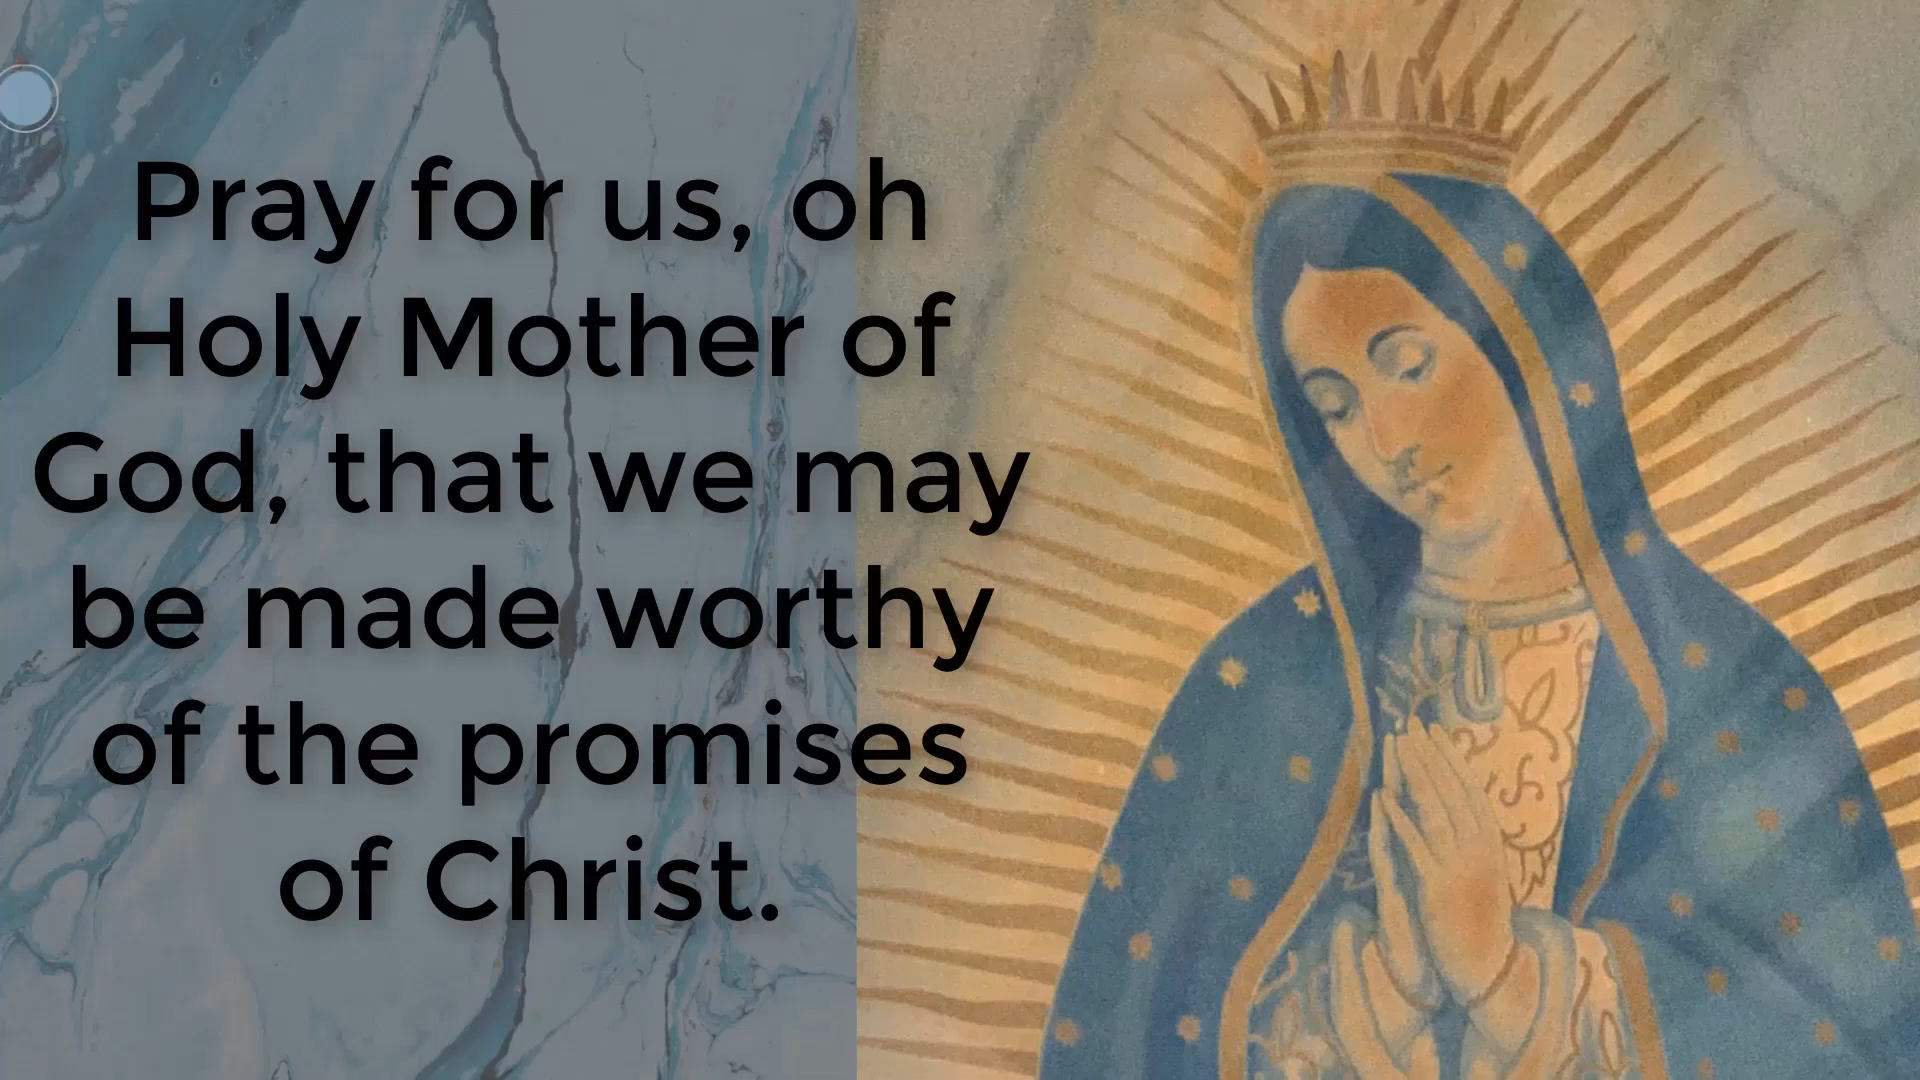 Pray for us, oh
Holy Mother of
God, that we may
be made worthy
of the promises
of Christ.